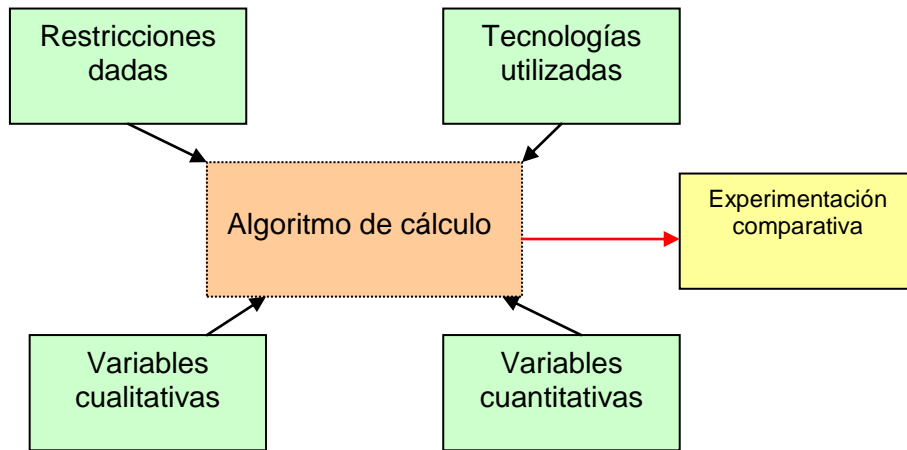 Restricciones
dadas
Tecnologías
utilizadas
Algoritmo de cálculo
Experimentación
comparativa
Variables
cualitativas
Variables
cuantitativas